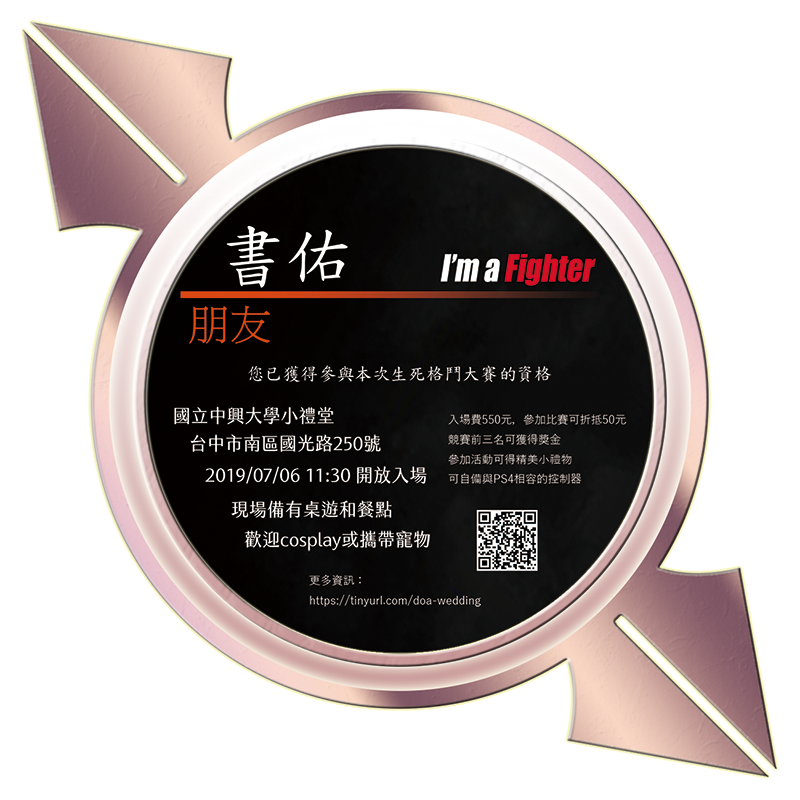 書佑
I'm a Fighter
朋友
您已獲得參與本次生死格鬥大賽的資格
國立中興大學小禮堂
台中市南區國光路250號
2019/07/06 11:30 開放入場
現場備有桌遊和餐點
歡迎cosplay或攜帶寵物
入場費550元，參加比賽可折抵50元
競賽前三名可獲得獎金
參加活動可得精美小禮物
可自備與PS4相容的控制器
更多資訊：
https://tinyurl.com/doa-wedding